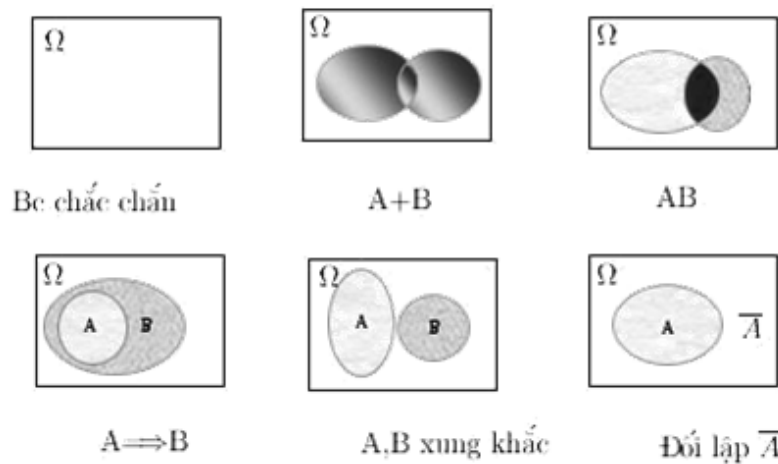 Ω Ω Ω
Bc chắc chắn A+B AB
Ω Ω Ω
A B A B A A̅
A⟹B A,B xung khắc Đối lập A̅